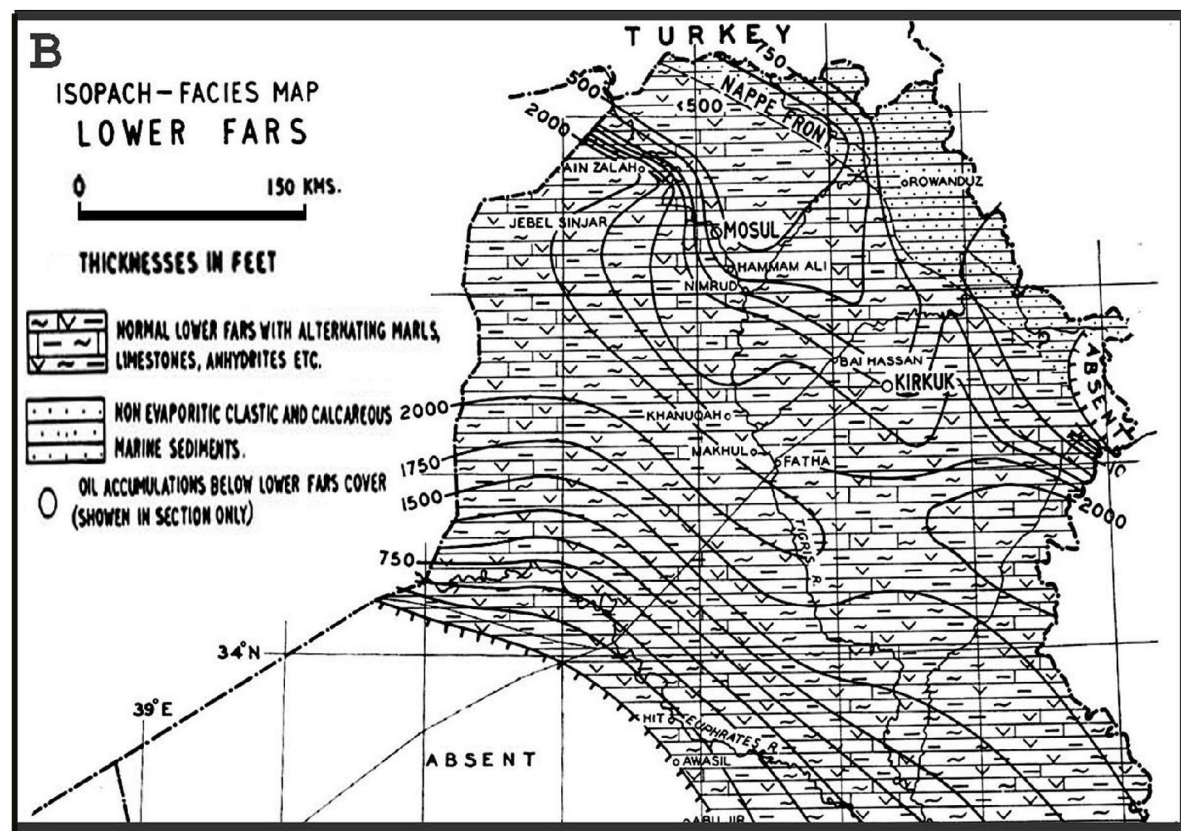 B
ISOPACH–FACIES MAP
LOWER FARS
0 150 KMS.
THICKNESSES IN FEET
NORMAL LOWER FARS WITH ALTERNATING MARLS,
LIMESTONES, ANHYDRITES ETC.
NON EVAPORITIC CLASTIC AND CALCAREOUS
MARINE SEDIMENTS.
OIL ACCUMULATIONS BELOW LOWER FARS COVER
(SHOWEN IN SECTION ONLY)
TURKEY
750
500
NAPPE FRON
<500
2000
AIN ZALAH
ROWANDUZ
JEBEL SINJAR
MOSUL
HAMMAM ALI
NIMRUD
?
BAI HASSAN
ABSENT
KIRKUK
2000
KHANUQAH
MAKHUL
FATHA
1750
1500
2000
TIGRIS R.
750
34°N
39°E
HIT
EUPHRATES R.
ABSENT
AWASIL
ABU JIR